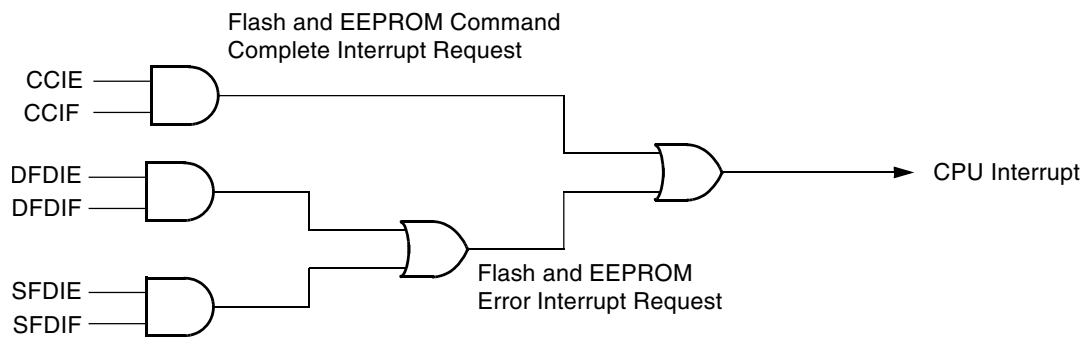 Flash and EEPROM Command
Complete Interrupt Request
CCIE
CCIF
DFDIE
DFDIF
CPU Interrupt
Flash and EEPROM
Error Interrupt Request
SFDIE
SFDIF